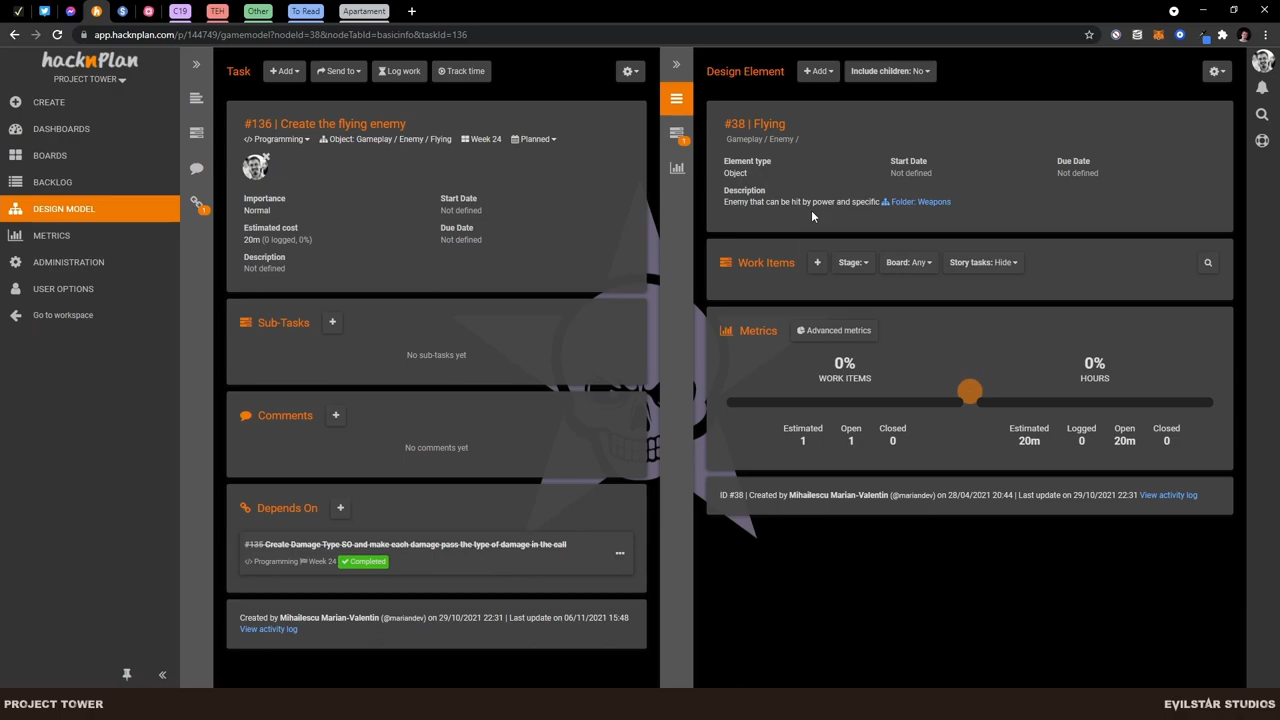 C19
TEH
Other
To Read
Apartament
app.hacknplan.com/p/144749/gamemodel?nodeId=38&nodeTabId=basicinfo&taskId=136
hacknPlan
PROJECT TOWER
CREATE
DASHBOARDS
BOARDS
BACKLOG
DESIGN MODEL
METRICS
ADMINISTRATION
USER OPTIONS
Go to workspace
1
Task
Add
Send to
Log work
Track time
#136 | Create the flying enemy
</> Programming
Object: Gameplay / Enemy / Flying
Week 24
Planned
Importance
Normal
Start Date
Not defined
Estimated cost
20m (0 logged, 0%)
Due Date
Not defined
Description
Not defined
Sub-Tasks
No sub-tasks yet
Comments
No comments yet
Depends On
#135 Create Damage Type SO and make each damage pass the type of damage in the call
</> Programming Week 24 Completed
Created by Mihailescu Marian-Valentin (@mariandev) on 29/10/2021 22:31 | Last update on 06/11/2021 15:48
View activity log
1
Design Element
Add
Include children: No
#38 | Flying
Gameplay / Enemy /
Element type
Object
Start Date
Not defined
Due Date
Not defined
Description
Enemy that can be hit by power and specific Folder: Weapons
Work Items
Stage:
Board: Any
Story tasks: Hide
Metrics
Advanced metrics
0%
WORK ITEMS
0%
HOURS
Estimated
1
Open
1
Closed
0
Estimated
20m
Logged
0
Open
20m
Closed
0
ID #38 | Created by Mihailescu Marian-Valentin (@mariandev) on 28/04/2021 20:44 | Last update on 29/10/2021 22:31 View activity log
PROJECT TOWER
EVILSTAR STUDIOS